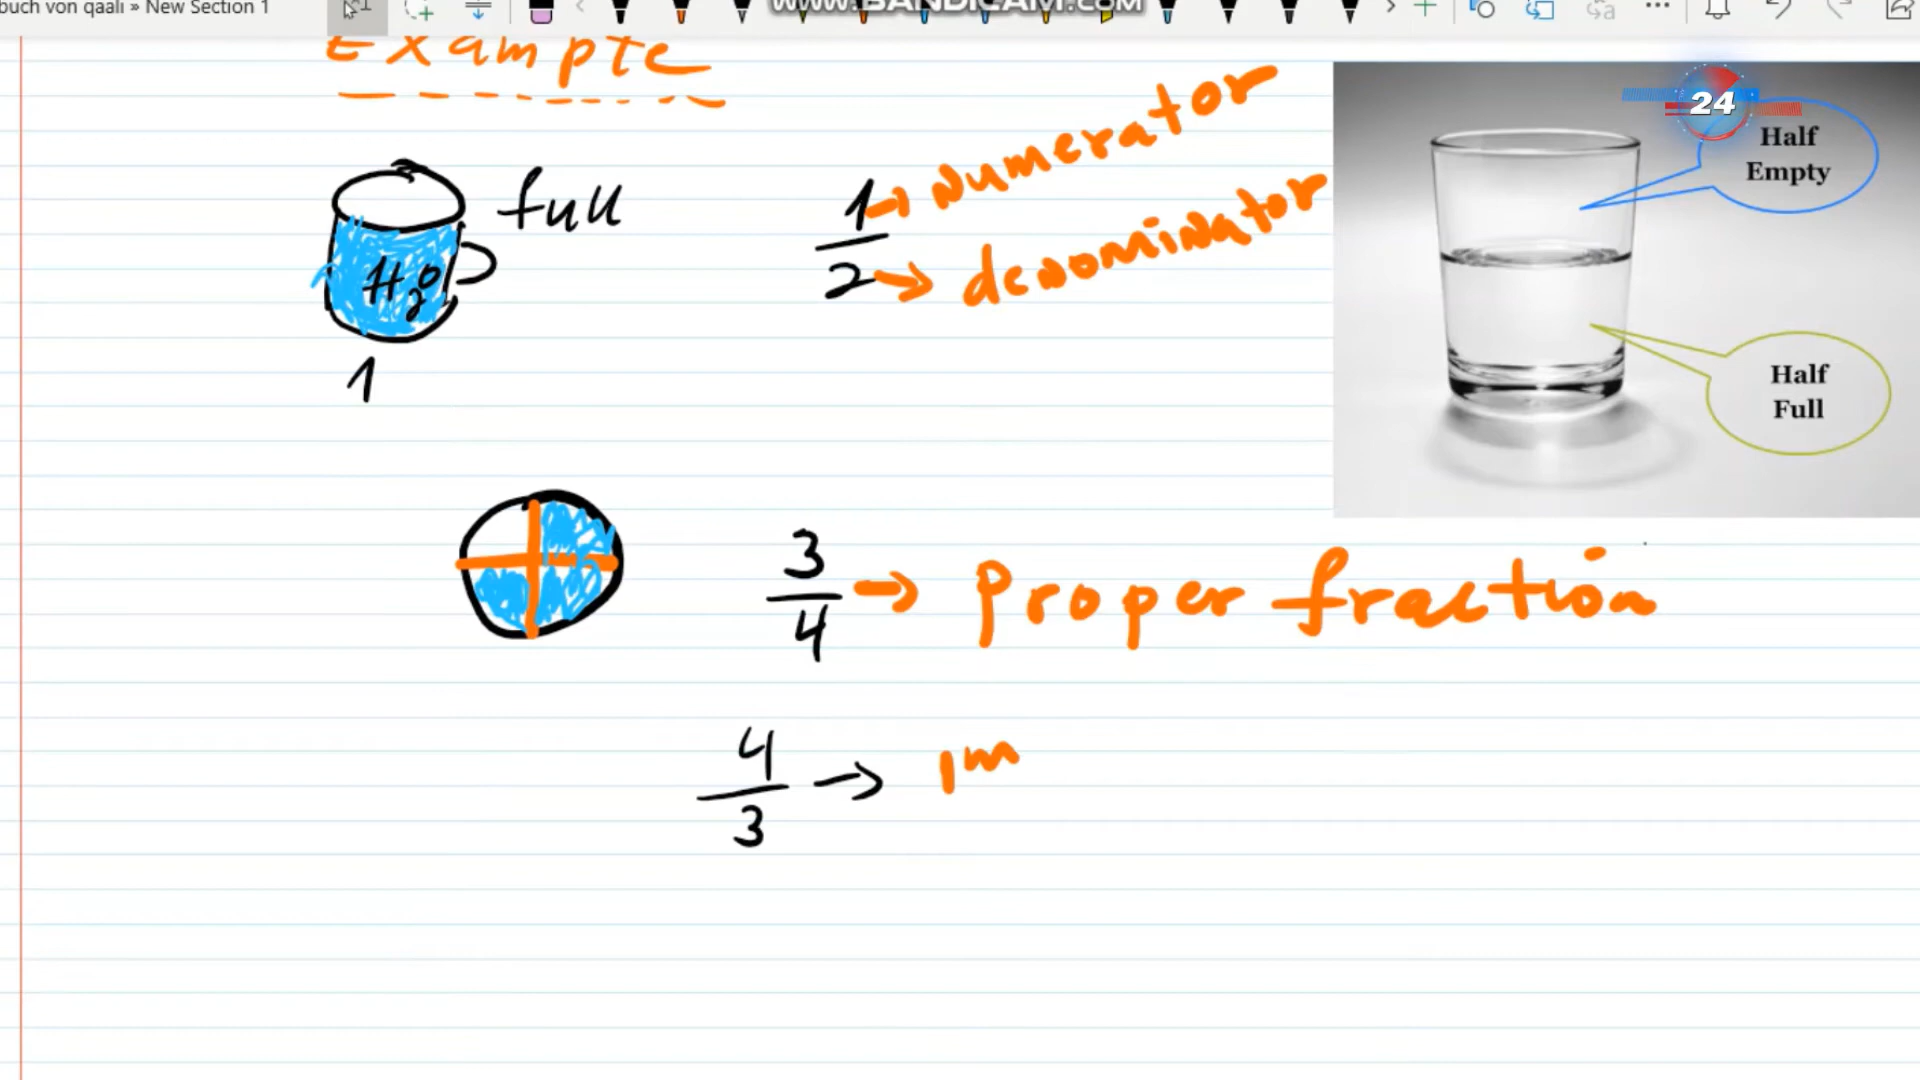 buch von qaali » New Section 1
WWW.BANDICAM.COM
Example
24
Half
Empty
full
1 → Numerator
2 → denominator
H2O
1
Half
Full
3
4
→ Proper fraction
4
3
→ Im